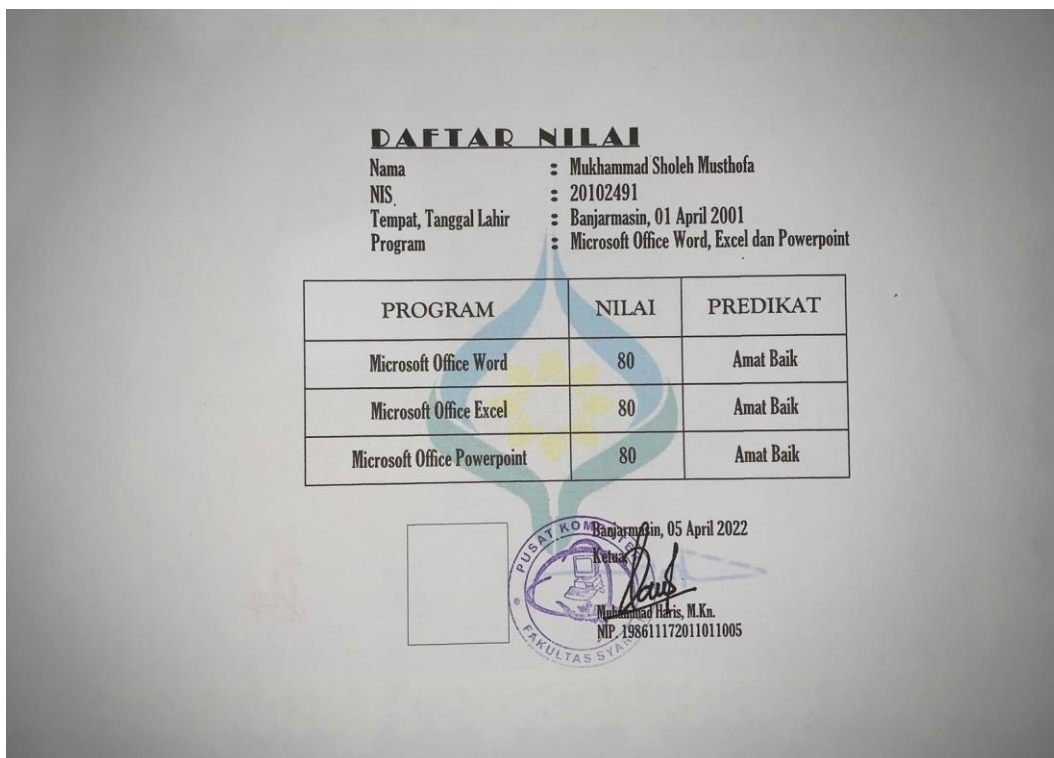 DAFTAR NILAI
Nama : Mukhammad Sholeh Musthofa
NIS. : 20102491
Tempat, Tanggal Lahir : Banjarmasin, 01 April 2001
Program : Microsoft Office Word, Excel dan Powerpoint
PROGRAM NILAI PREDIKAT
Microsoft Office Word 80 Amat Baik
Microsoft Office Excel 80 Amat Baik
Microsoft Office Powerpoint 80 Amat Baik
Banjarmasin, 05 April 2022
Ketua,
Muhammad Haris, M.Kn.
NIP. 198611172011011005
PUSAT KOMPUTER
FAKULTAS